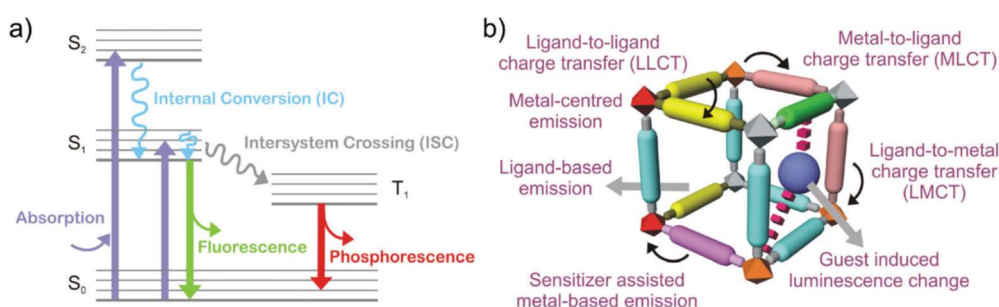 a)
S2
Internal Conversion (IC)
S1
Intersystem Crossing (ISC)
T1
Absorption
Fluorescence
Phosphorescence
S0
b)
Ligand-to-ligand
charge transfer (LLCT)
Metal-to-ligand
charge transfer (MLCT)
Metal-centred
emission
Ligand-based
emission
Ligand-to-metal
charge transfer
(LMCT)
Sensitizer assisted
metal-based emission
Guest induced
luminescence change